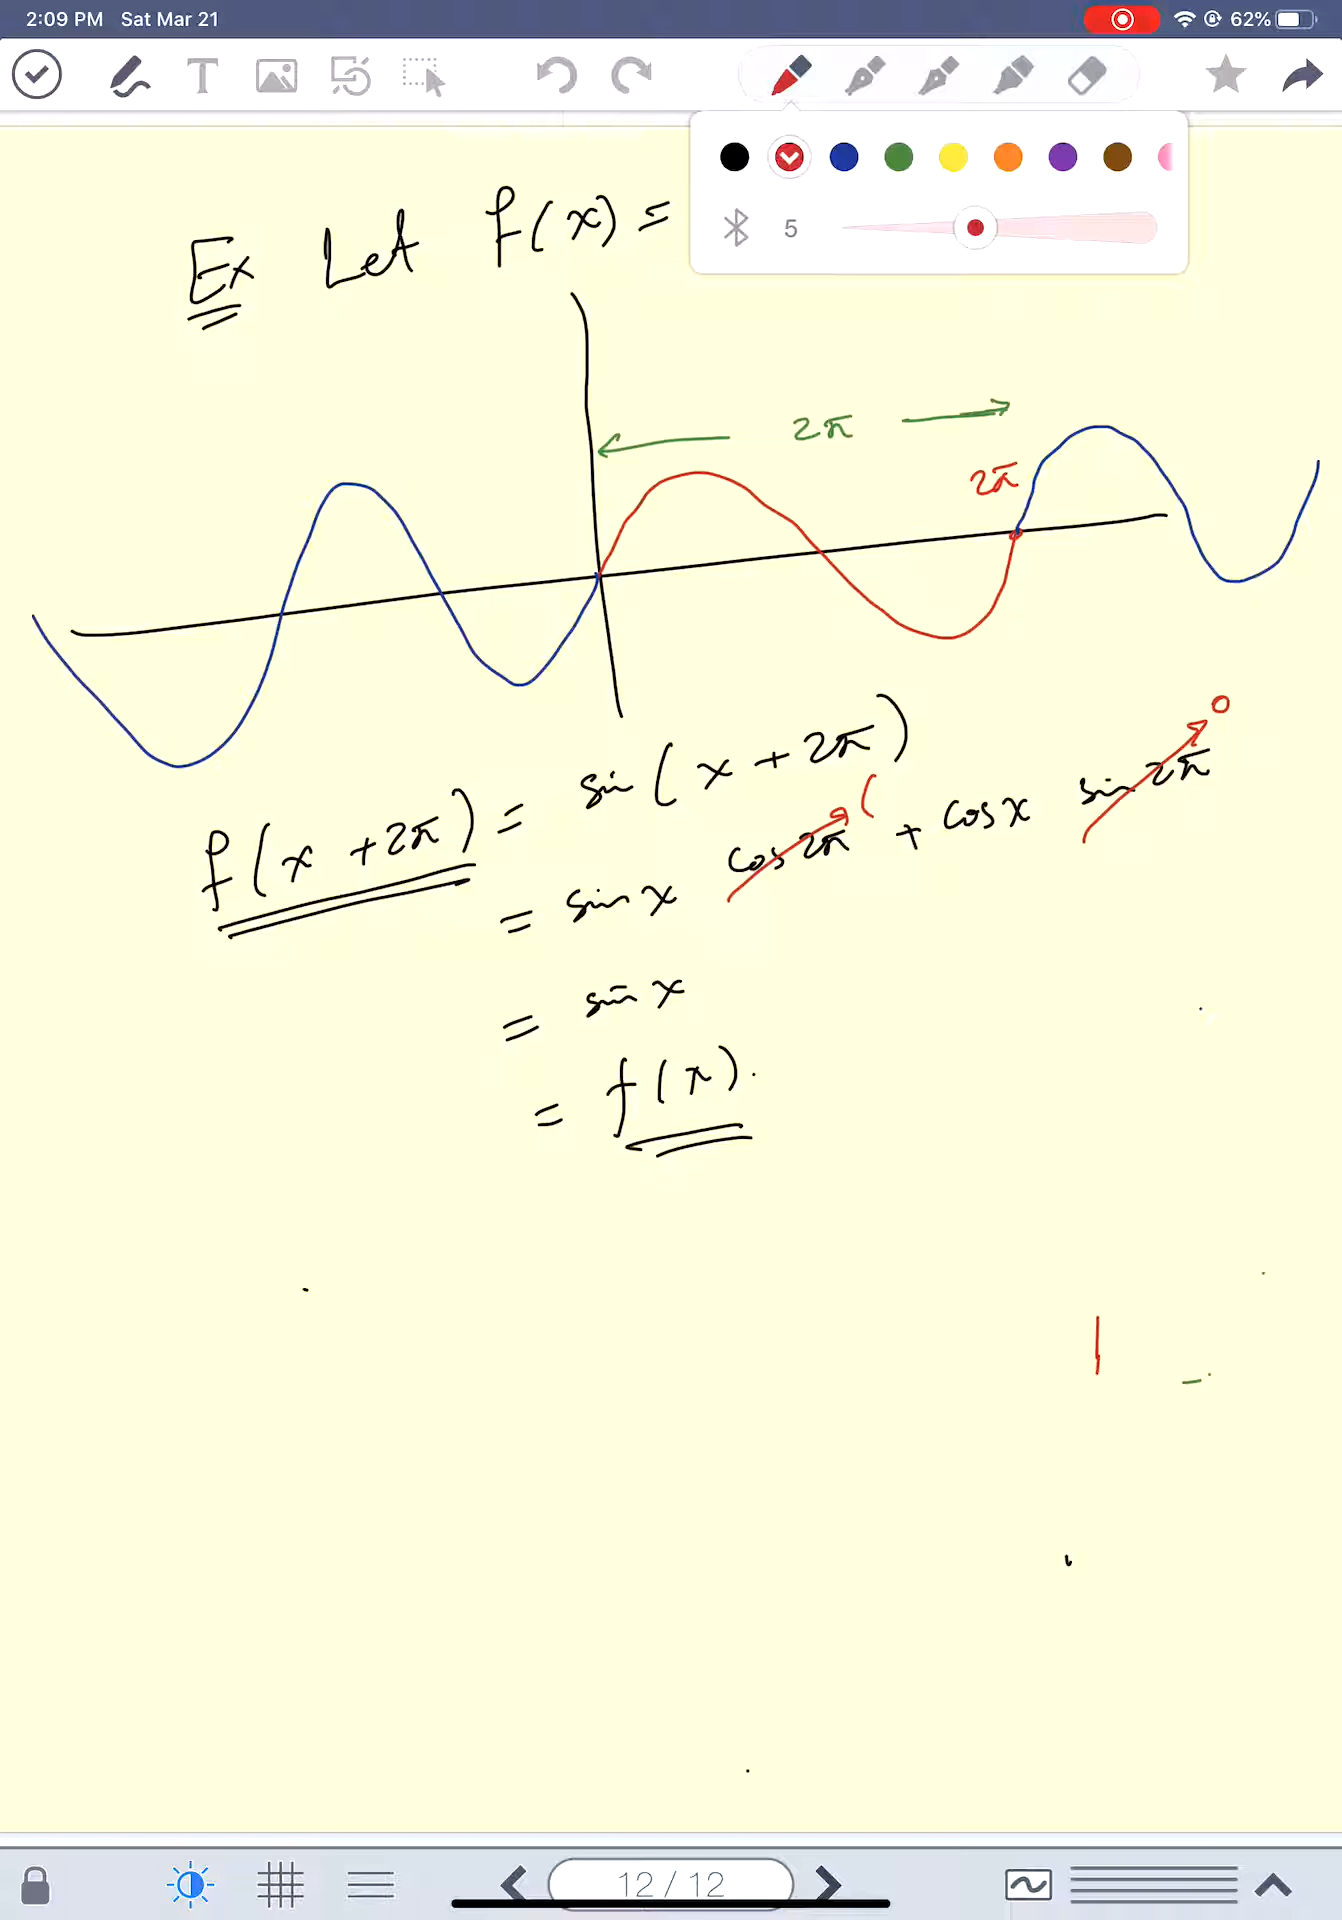 2:09 PM Sat Mar 21 62%
T
5
Ex Let f(x) =
2π
2π
f(x + 2π) = sin(x + 2π)
= sin x cos 2π + cos x sin 2π 0
= sin x
= f(x).
12 / 12